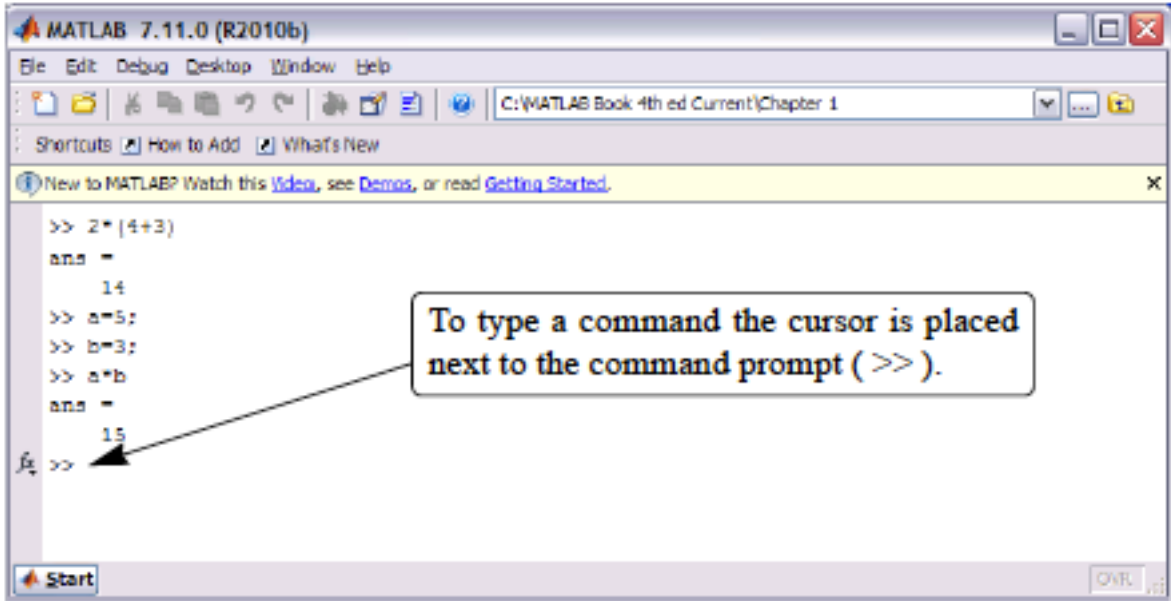 MATLAB 7.11.0 (R2010b)
File Edit Debug Desktop Window Help
C:\MATLAB Book 4th ed Current\Chapter 1
Shortcuts How to Add What's New
New to MATLAB? Watch this Video, see Demos, or read Getting Started.
>> 2*(4+3)
ans =
14
>> a=5;
>> b=3;
>> a*b
ans =
15
fx >>
To type a command the cursor is placed
next to the command prompt ( >> ).
Start
OVR